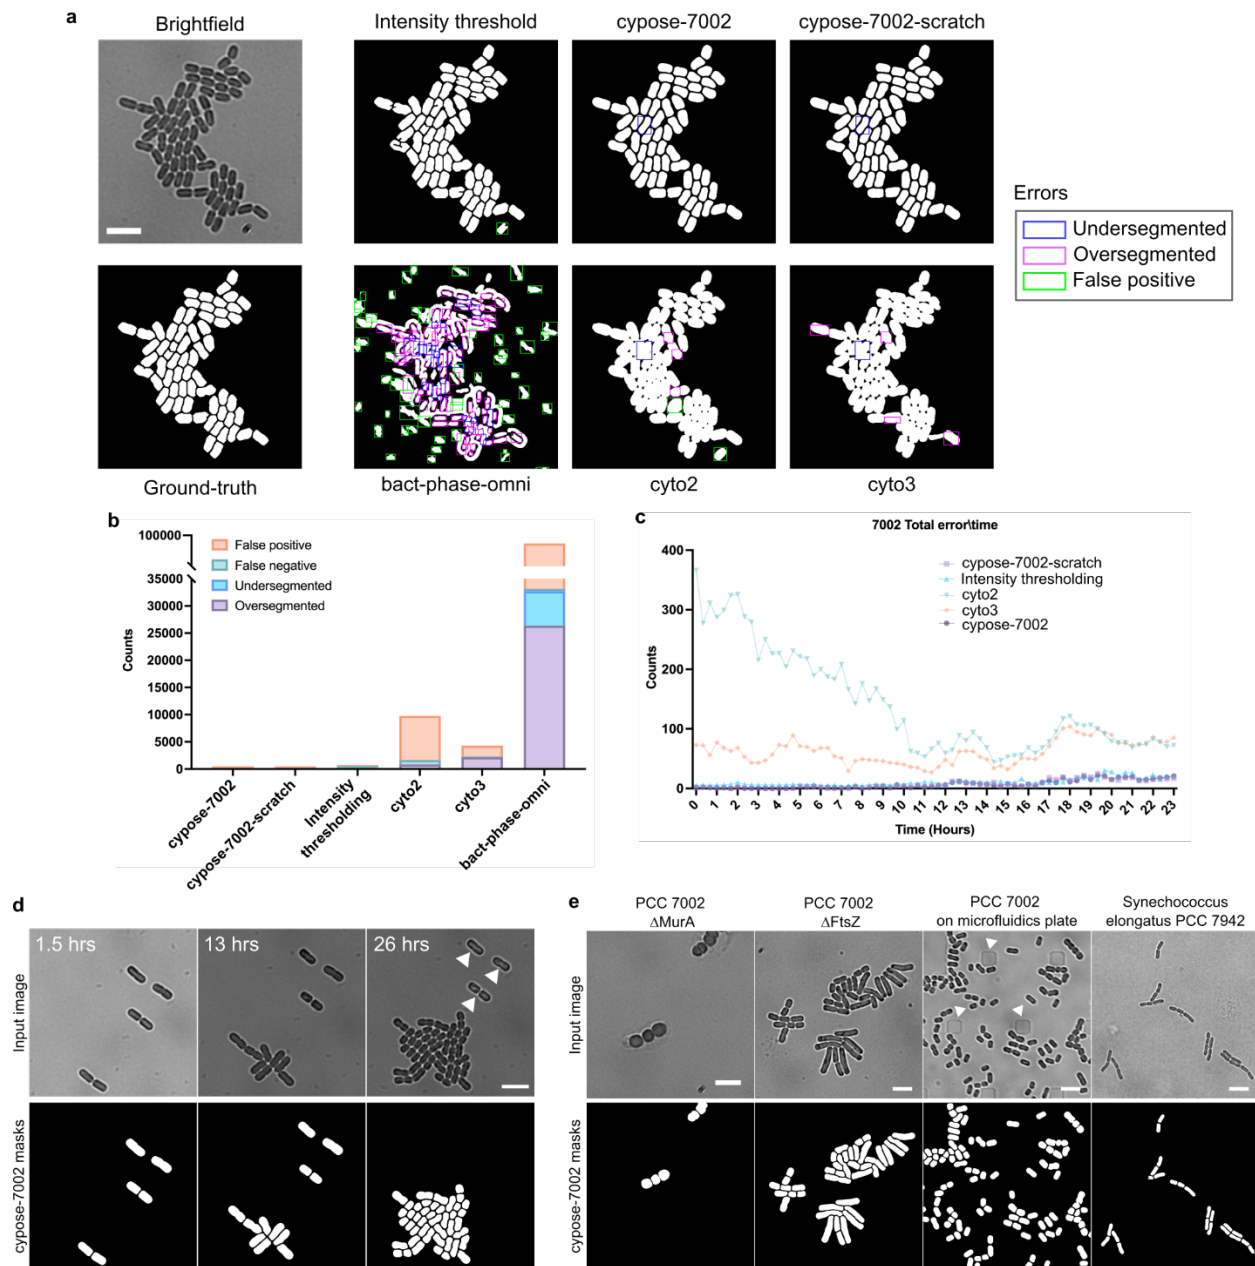 a
Brightfield
Intensity threshold
cypose-7002
cypose-7002-scratch
Errors
Undersegmented
Oversegmented
False positive
Ground-truth
bact-phase-omni
cyto2
cyto3
b
100000
35000
30000
25000
20000
15000
10000
5000
0
Counts
False positive
False negative
Undersegmented
Oversegmented
cypose-7002
cypose-7002-scratch
Intensity
thresholding
cyto2
cyto3
bact-phase-omni
c
7002 Total error\time
400
300
200
100
0
Counts
cypose-7002-scratch
Intensity thresholding
cyto2
cyto3
cypose-7002
0 1 2 3 4 5 6 7 8 9 10 11 12 13 14 15 16 17 18 19 20 21 22 23
Time (Hours)
d
1.5 hrs
13 hrs
26 hrs
Input image
cypose-7002 masks
e
PCC 7002
ΔMurA
PCC 7002
ΔFtsZ
PCC 7002
on microfluidics plate
Synechococcus
elongatus PCC 7942
Input image
cypose-7002 masks